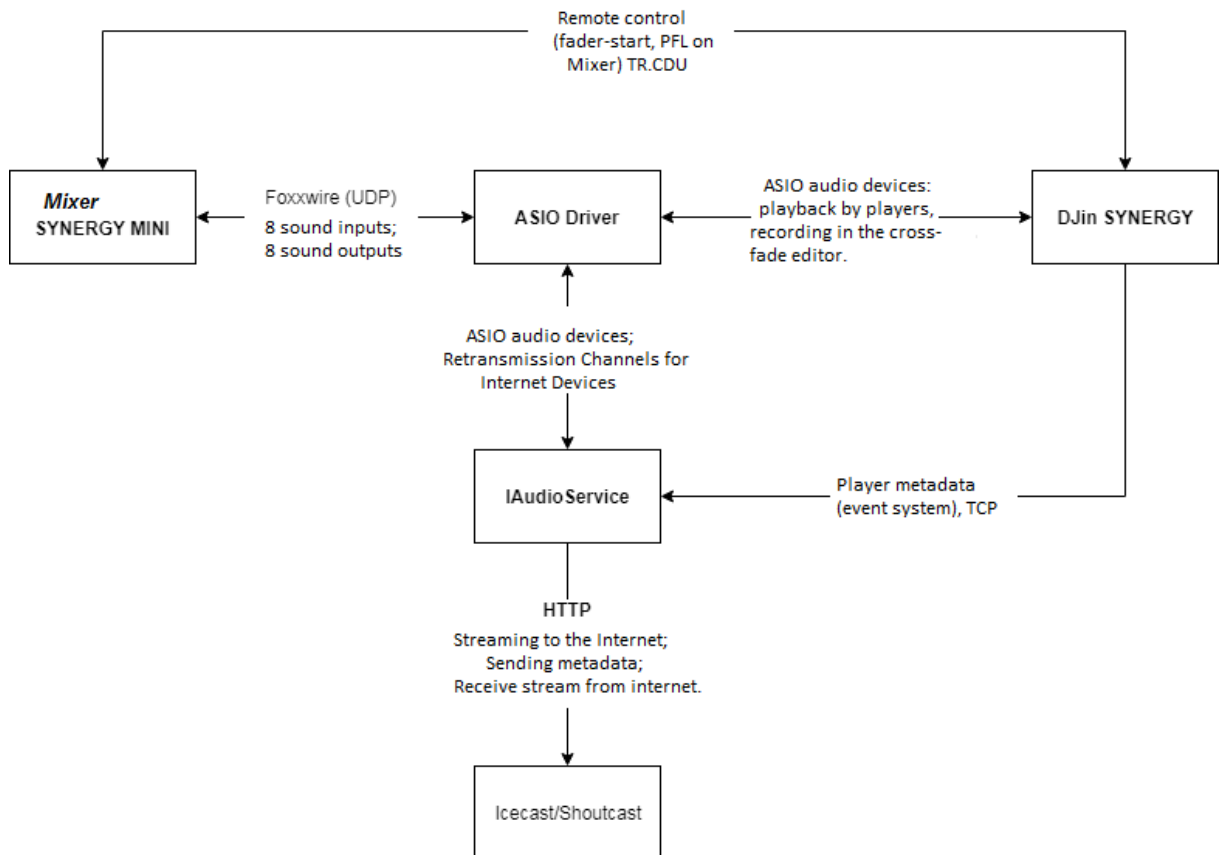 Remote control
(fader-start, PFL on
Mixer) TR.CDU
Mixer
SYNERGY MINI
Foxxwire (UDP)
8 sound inputs;
8 sound outputs
ASIO Driver
ASIO audio devices:
playback by players,
recording in the cross-
fade editor.
DJin SYNERGY
ASIO audio devices;
Retransmission Channels for
Internet Devices
IAudioService
Player metadata
(event system), TCP
HTTP
Streaming to the Internet;
Sending metadata;
Receive stream from internet.
Icecast/Shoutcast